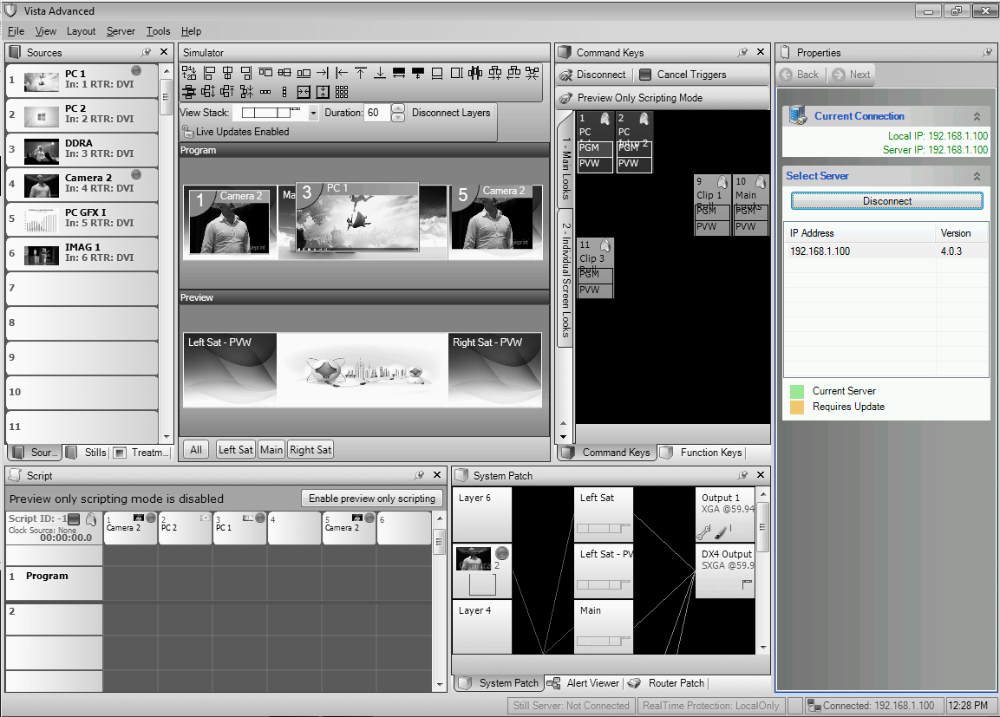 Vista Advanced
File View Layout Server Tools Help
Sources
1 PC 1
In: 1 RTR: DVI
2 PC 2
In: 2 RTR: DVI
3 DDRA
In: 3 RTR: DVI
4 Camera 2
In: 4 RTR: DVI
5 PC GFX I
In: 5 RTR: DVI
6 IMAG 1
In: 6 RTR: DVI
7
8
9
10
11
Sour... Stills Treatm...
Simulator
View Stack: Duration: 60 Disconnect Layers
Live Updates Enabled
Program
1 Camera 2
Ma
3 PC 1
5 Camera 2
Preview
Left Sat - PVW
Right Sat - PVW
All Left Sat Main Right Sat
Command Keys
Disconnect Cancel Triggers
Preview Only Scripting Mode
1 - Main Looks
2 - Individual Screen Looks
1
PC
PGM
PVW
2
PC
PGM
PVW
9
Clip 1
Roll
PGM
PVW
10
Main
Looks
PGM
PVW
11
Clip 3
Roll
PGM
PVW
Command Keys Function Keys
Properties
Back Next
Current Connection
Local IP: 192.168.1.100
Server IP: 192.168.1.100
Select Server
Disconnect
IP Address Version
192.168.1.100 4.0.3
Current Server
Requires Update
Script
Preview only scripting mode is disabled
Enable preview only scripting
Script ID: -1
Clock Source: None
00:00:00.0
1
Camera 2
2
PC 2
3
PC 1
4
5
Camera 2
6
1 Program
2
System Patch
Layer 6
Camera 2
Layer 4
Left Sat
Left Sat - PV
Main
Output 1
XGA @59.94
DX4 Output
SXGA @59.9
System Patch Alert Viewer Router Patch
Still Server: Not Connected
RealTime Protection: LocalOnly
Connected: 192.168.1.100
12:28 PM